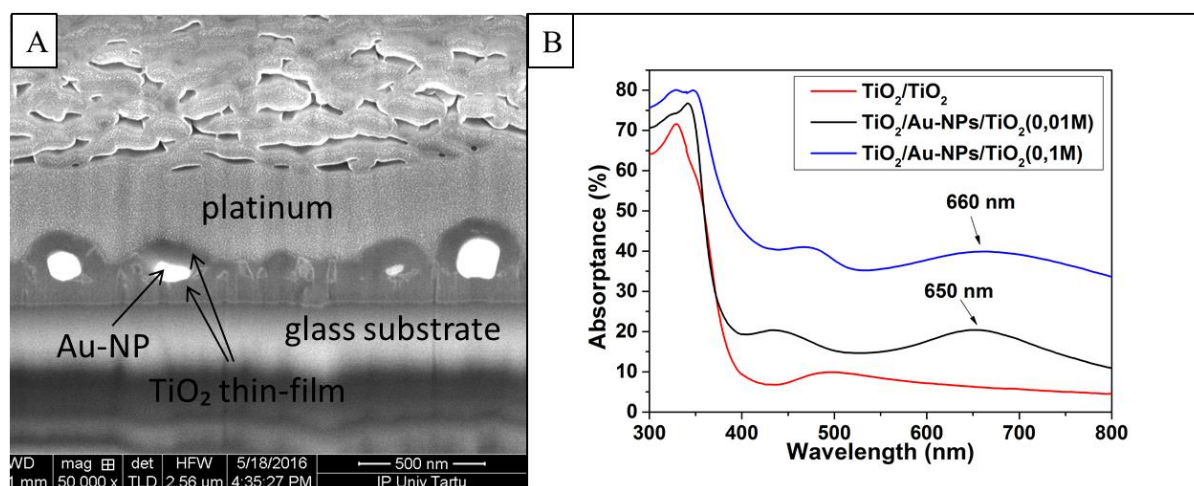 A
platinum
Au-NP
glass substrate
TiO₂ thin-film
WD mag ⊞ det HFW 5/18/2016 500 nm
1 mm 50 000 x TLD 2.56 µm 4:35:27 PM IP Univ Tartu
B
Absorptance (%)
80
70
60
50
40
30
20
10
0
TiO₂/TiO₂
TiO₂/Au-NPs/TiO₂(0,01M)
TiO₂/Au-NPs/TiO₂(0,1M)
660 nm
650 nm
300 400 500 600 700 800
Wavelength (nm)